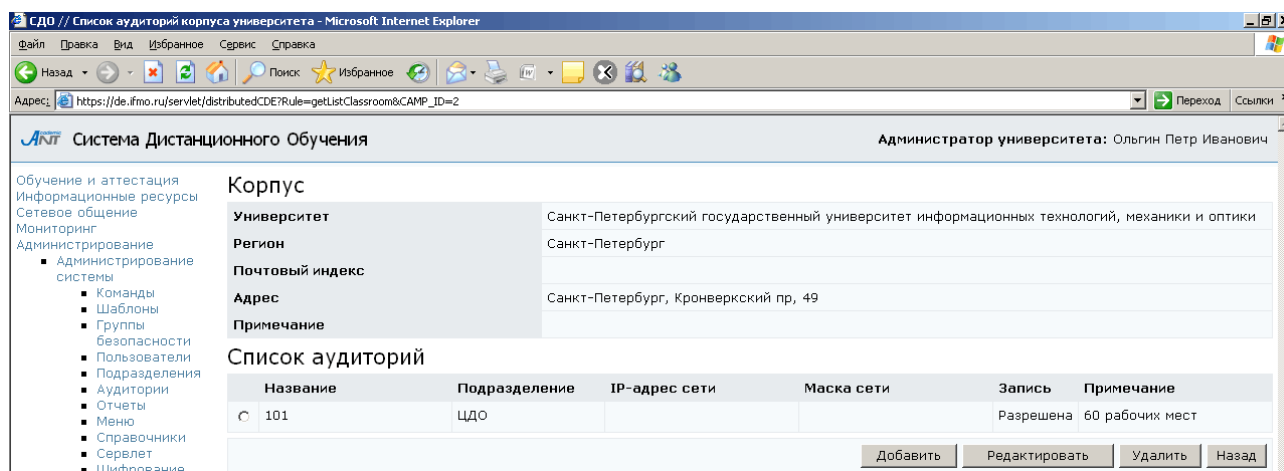 СДО // Список аудиторий корпуса университета - Microsoft Internet Explorer
Файл Правка Вид Избранное Сервис Справка
Назад Поиск Избранное
Адрес: https://de.ifmo.ru/servlet/distributedCDE?Rule=getListClassroom&CAMP_ID=2 Переход Ссылки
Academic ANT Система Дистанционного Обучения Администратор университета: Ольгин Петр Иванович
Обучение и аттестация
Информационные ресурсы
Сетевое общение
Мониторинг
Администрирование
Администрирование
системы
Команды
Шаблоны
Группы
безопасности
Пользователи
Подразделения
Аудитории
Отчеты
Меню
Справочники
Сервлет
Шифрование
Корпус
Университет Санкт-Петербургский государственный университет информационных технологий, механики и оптики
Регион Санкт-Петербург
Почтовый индекс
Адрес Санкт-Петербург, Кронверкский пр, 49
Примечание
Список аудиторий
Название Подразделение IP-адрес сети Маска сети Запись Примечание
101 ЦДО Разрешена 60 рабочих мест
Добавить Редактировать Удалить Назад